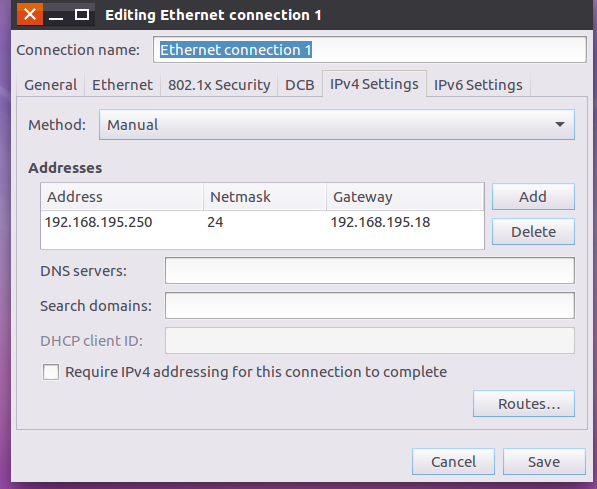 Editing Ethernet connection 1
Connection name: Ethernet connection 1
General Ethernet 802.1x Security DCB IPv4 Settings IPv6 Settings
Method: Manual
Addresses
Address Netmask Gateway Add
192.168.195.250 24 192.168.195.18
Delete
DNS servers:
Search domains:
DHCP client ID:
Require IPv4 addressing for this connection to complete
Routes...
Cancel Save